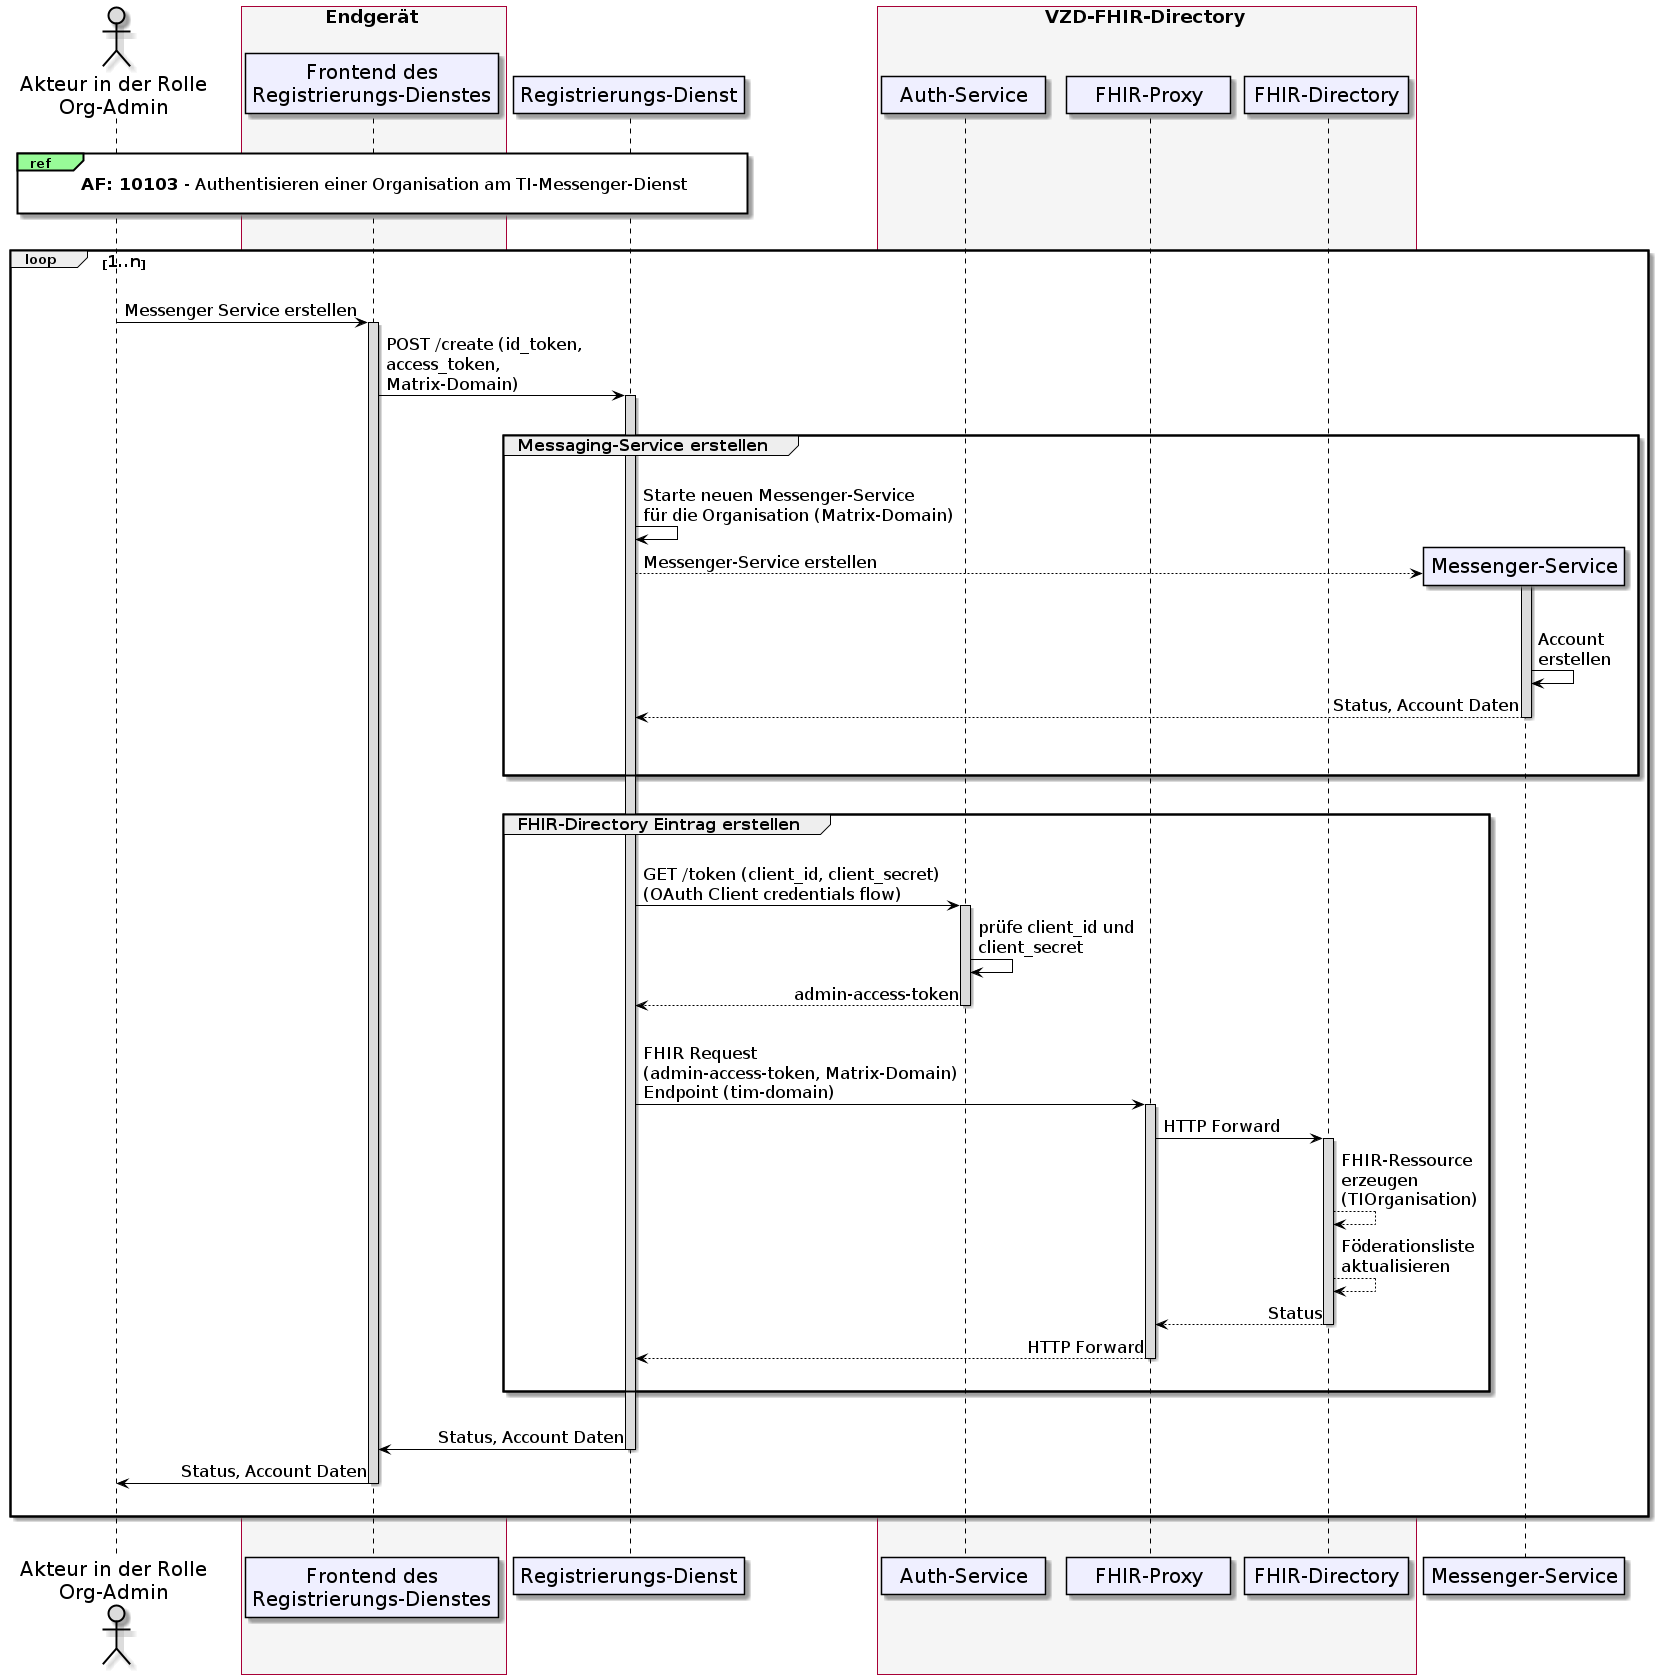 Endgerät
VZD-FHIR-Directory
Akteur in der Rolle
Org-Admin
Frontend des
Registrierungs-Dienstes
Registrierungs-Dienst
Auth-Service
FHIR-Proxy
FHIR-Directory
ref
AF: 10103 - Authentisieren einer Organisation am TI-Messenger-Dienst
loop
[1..n]
Messenger Service erstellen
POST /create (id_token,
access_token,
Matrix-Domain)
Messaging-Service erstellen
Starte neuen Messenger-Service
für die Organisation (Matrix-Domain)
Messenger-Service erstellen
Messenger-Service
Account
erstellen
Status, Account Daten
FHIR-Directory Eintrag erstellen
GET /token (client_id, client_secret)
(OAuth Client credentials flow)
prüfe client_id und
client_secret
admin-access-token
FHIR Request
(admin-access-token, Matrix-Domain)
Endpoint (tim-domain)
HTTP Forward
FHIR-Ressource
erzeugen
(TIOrganisation)
Föderationsliste
aktualisieren
Status
HTTP Forward
Status, Account Daten
Status, Account Daten
Akteur in der Rolle
Org-Admin
Frontend des
Registrierungs-Dienstes
Registrierungs-Dienst
Auth-Service
FHIR-Proxy
FHIR-Directory
Messenger-Service